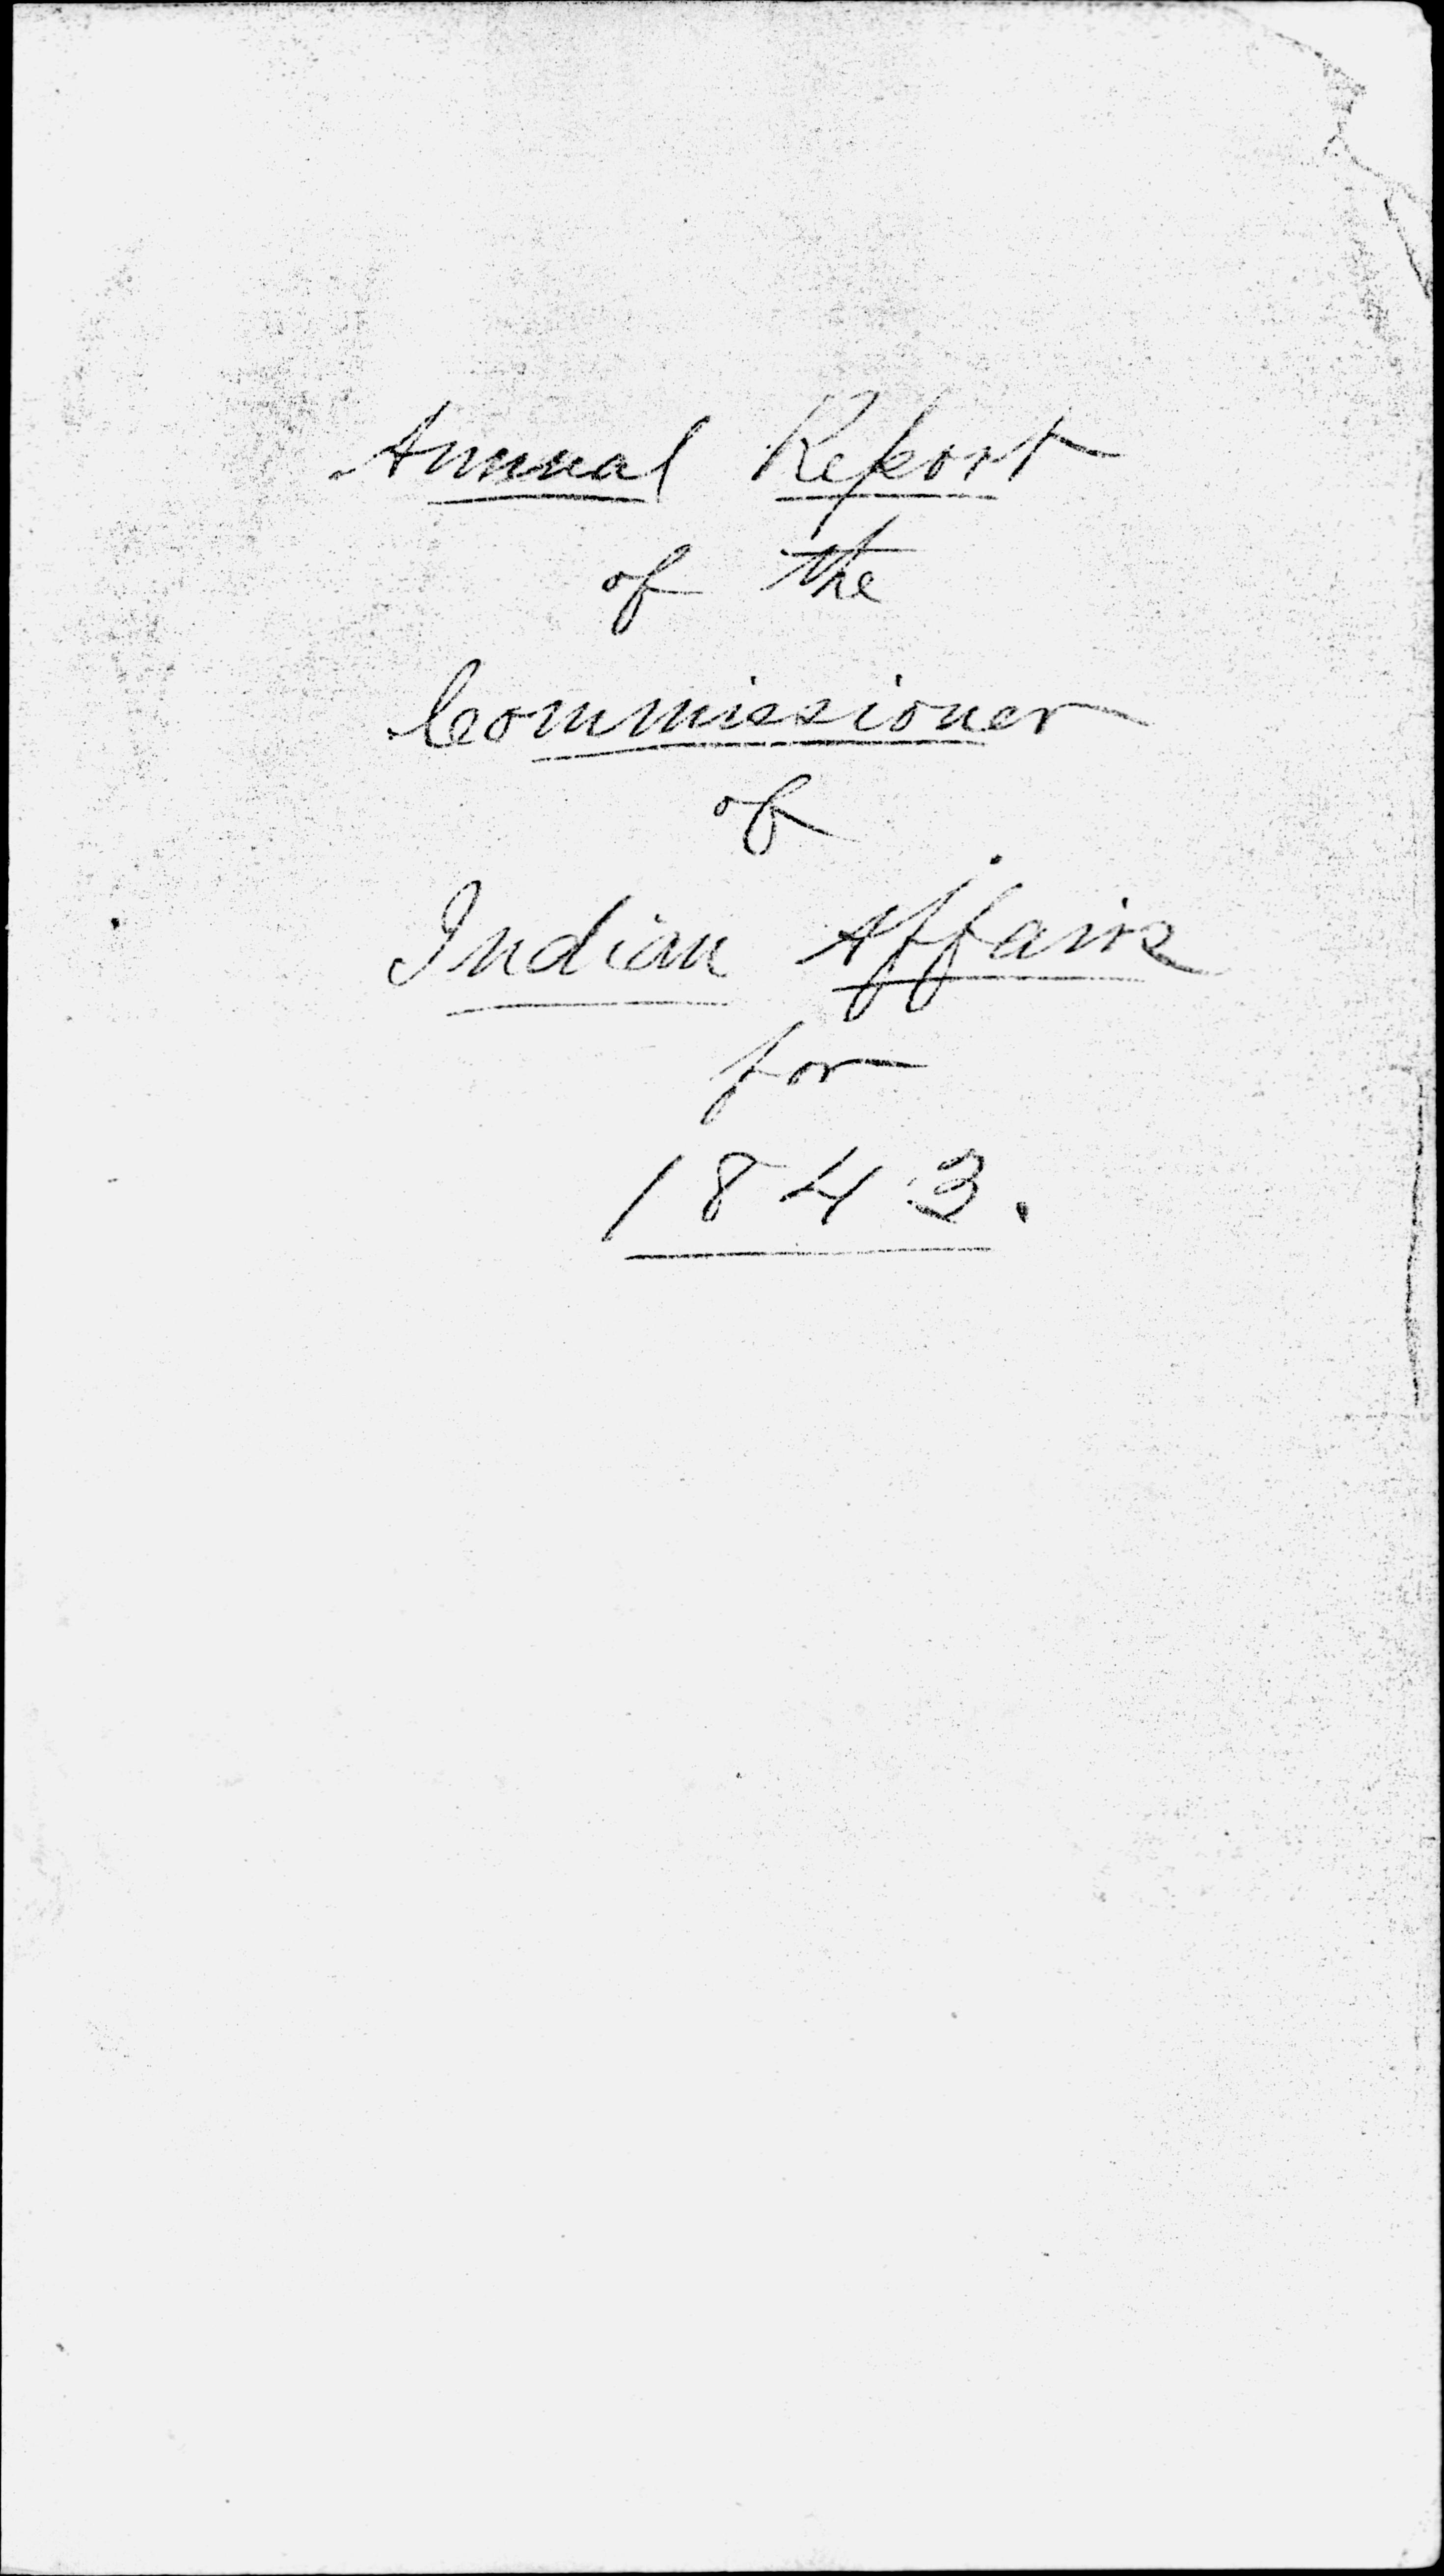 Annual Report
of the
Commissioner
of
Indian Affairs
for
1843.